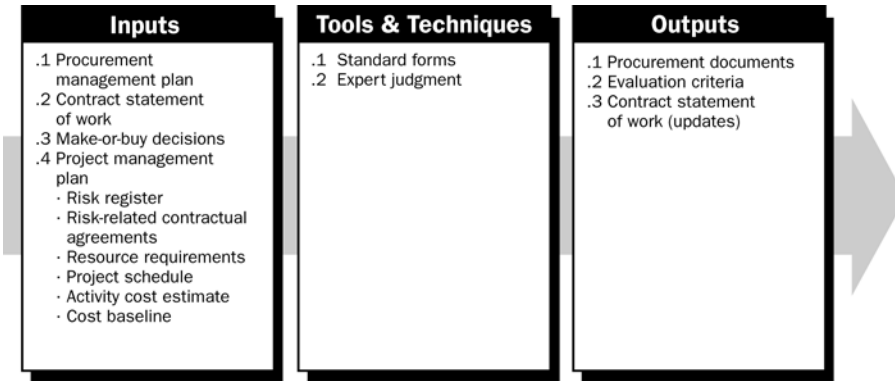 Inputs
.1 Procurement
management plan
.2 Contract statement
of work
.3 Make-or-buy decisions
.4 Project management
plan
· Risk register
· Risk-related contractual
agreements
· Resource requirements
· Project schedule
· Activity cost estimate
· Cost baseline
Tools & Techniques
.1 Standard forms
.2 Expert judgment
Outputs
.1 Procurement documents
.2 Evaluation criteria
.3 Contract statement
of work (updates)